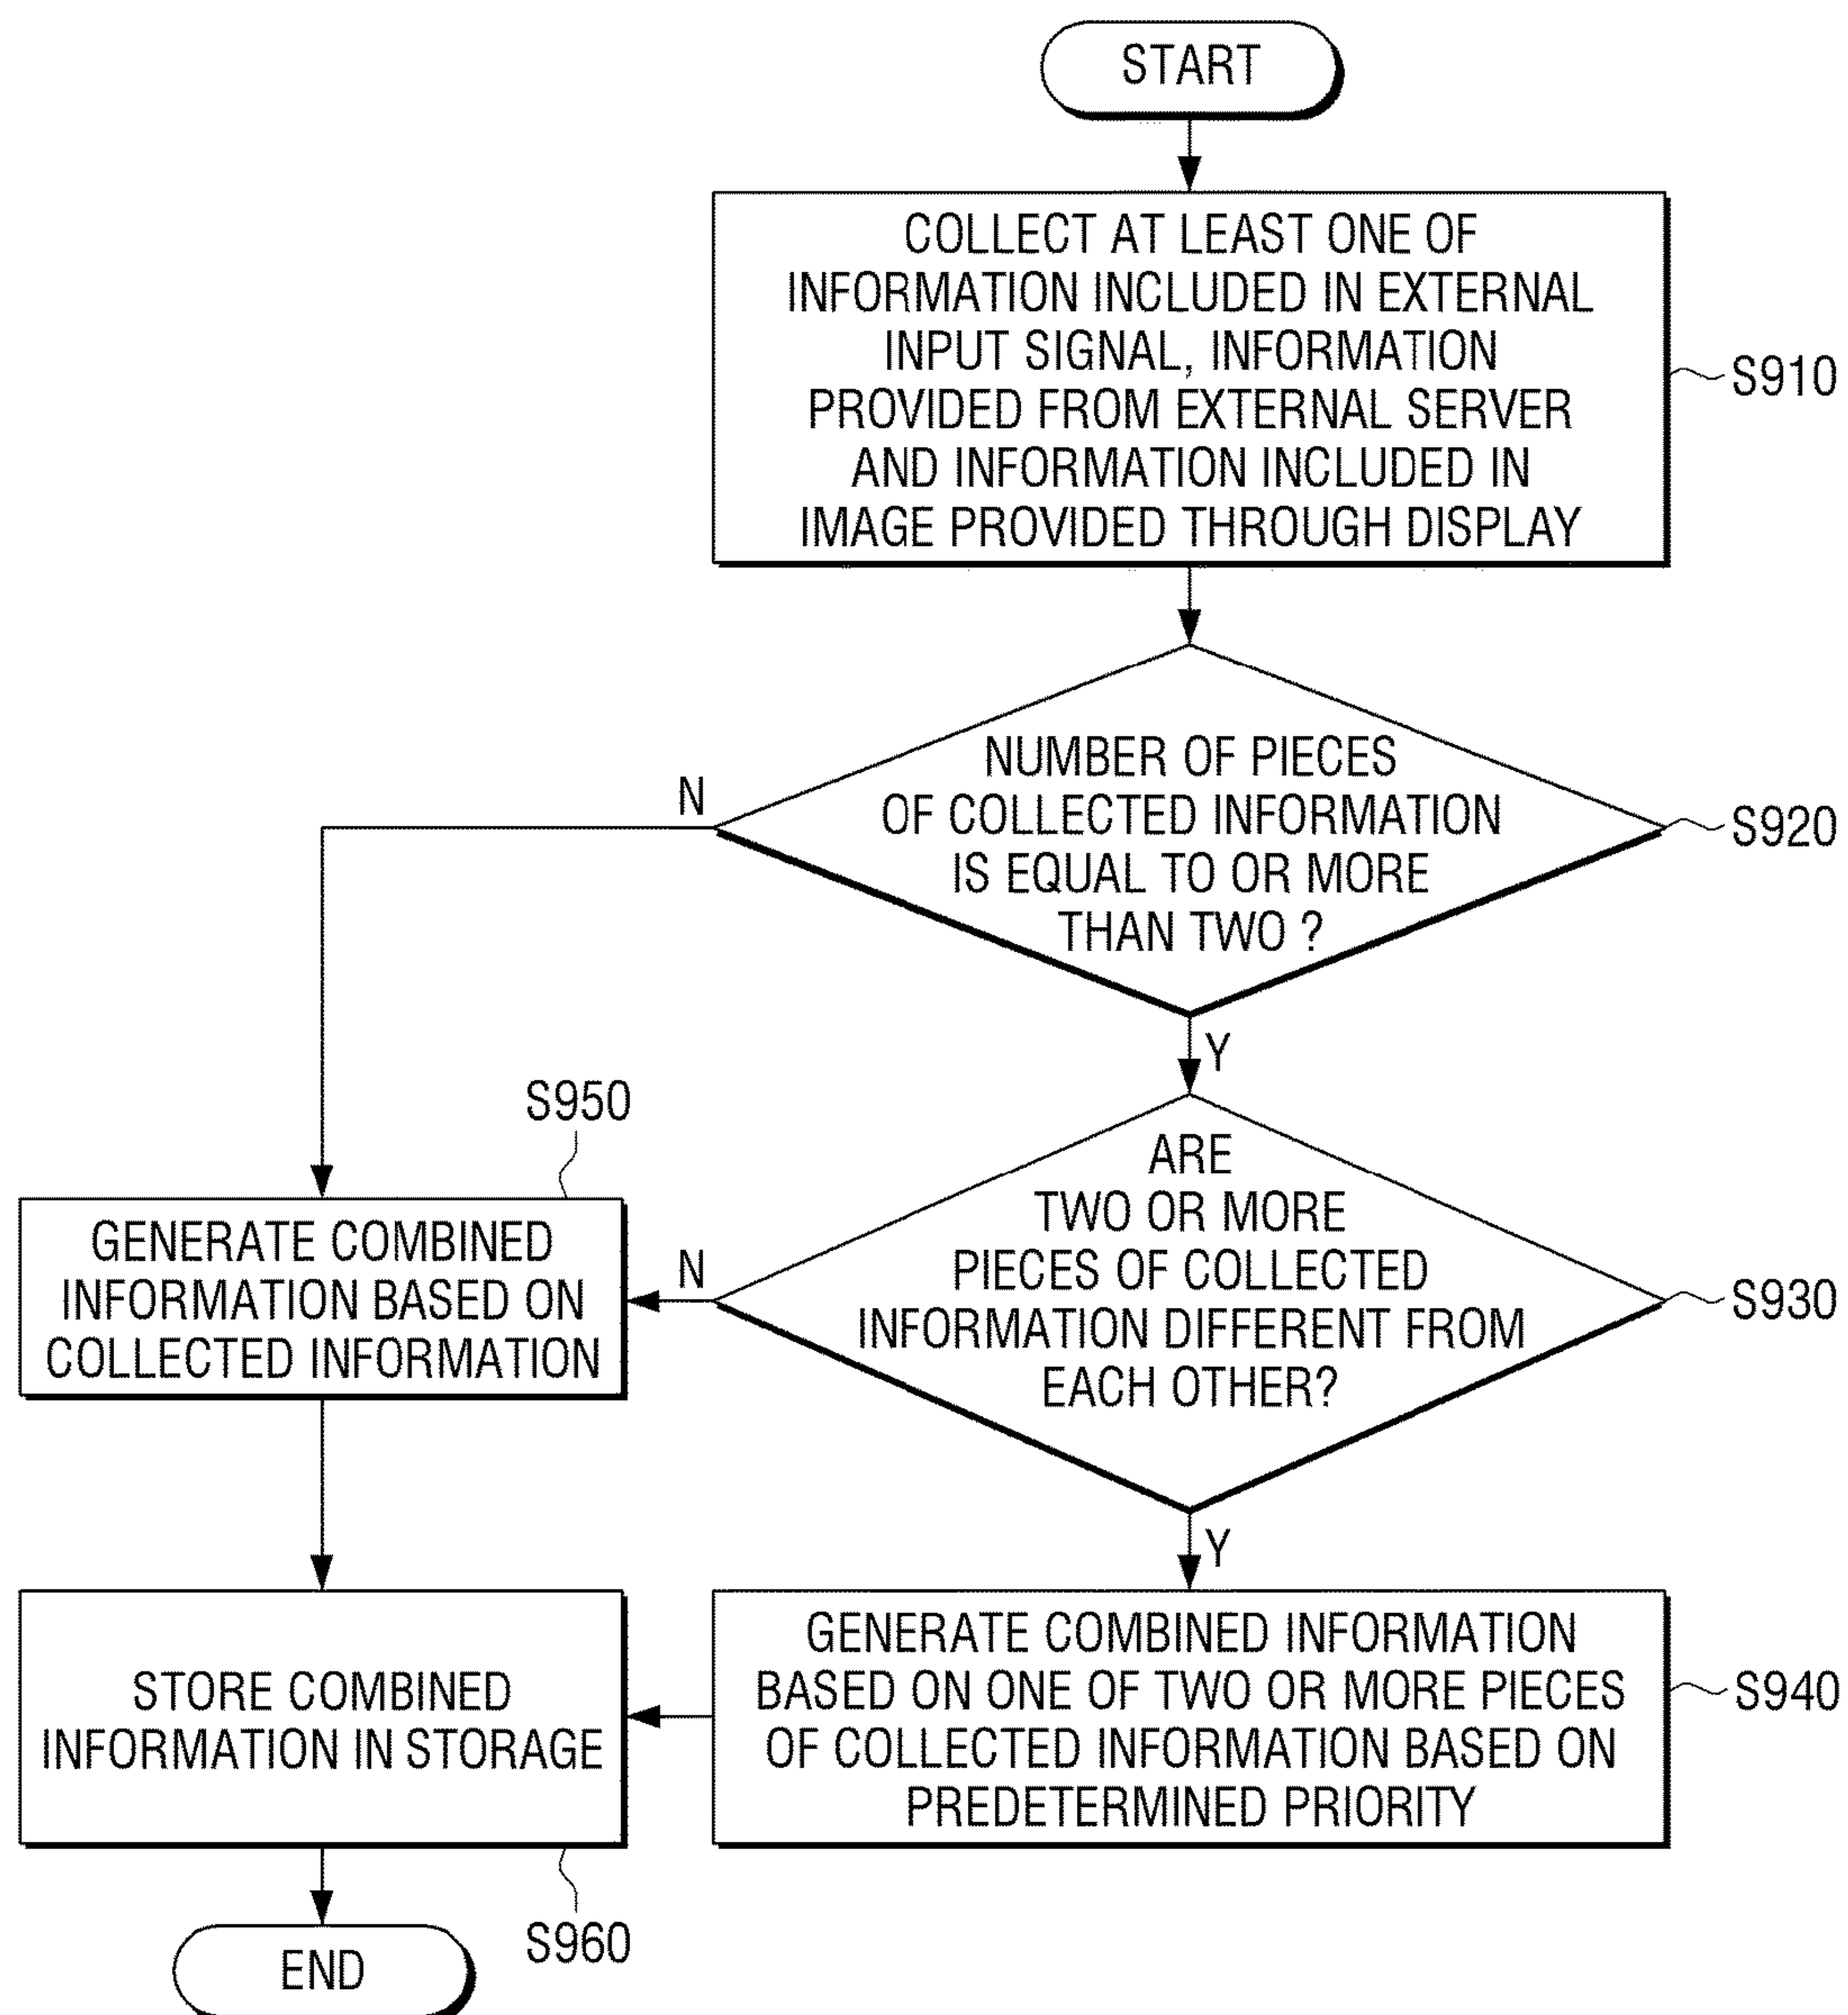 START
COLLECT AT LEAST ONE OF
INFORMATION INCLUDED IN EXTERNAL
INPUT SIGNAL, INFORMATION
PROVIDED FROM EXTERNAL SERVER
AND INFORMATION INCLUDED IN
IMAGE PROVIDED THROUGH DISPLAY
S910
NUMBER OF PIECES
OF COLLECTED INFORMATION
IS EQUAL TO OR MORE
THAN TWO ?
S920
N
Y
ARE
TWO OR MORE
PIECES OF COLLECTED
INFORMATION DIFFERENT FROM
EACH OTHER?
S930
N
Y
S950
GENERATE COMBINED
INFORMATION BASED ON
COLLECTED INFORMATION
GENERATE COMBINED INFORMATION
BASED ON ONE OF TWO OR MORE PIECES
OF COLLECTED INFORMATION BASED ON
PREDETERMINED PRIORITY
S940
STORE COMBINED
INFORMATION IN STORAGE
S960
END